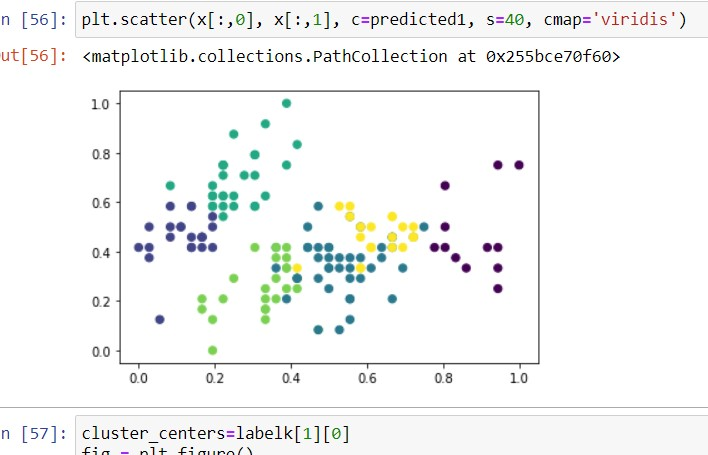 n [56]: plt.scatter(x[:,0], x[:,1], c=predicted1, s=40, cmap='viridis')
ut[56]: <matplotlib.collections.PathCollection at 0x255bce70f60>
1.0
0.8
0.6
0.4
0.2
0.0
0.0 0.2 0.4 0.6 0.8 1.0
n [57]: cluster_centers=labelk[1][0]
fig = plt.figure()